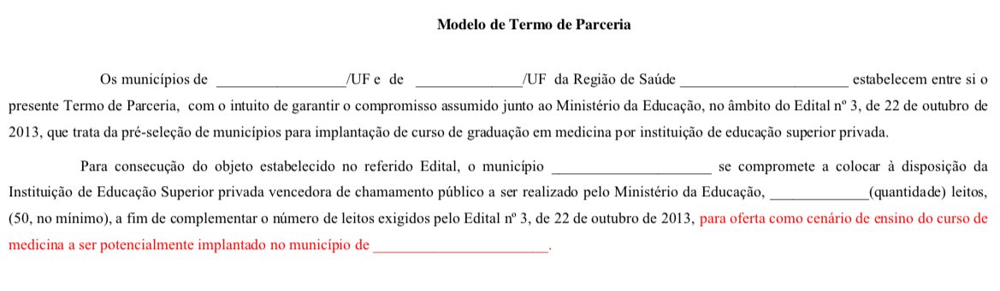 Modelo de Termo de Parceria
Os municípios de __________________/UF e de _______________/UF da Região de Saúde _______________________ estabelecem entre si o
presente Termo de Parceria, com o intuito de garantir o compromisso assumido junto ao Ministério da Educação, no âmbito do Edital nº 3, de 22 de outubro de
2013, que trata da pré-seleção de municípios para implantação de curso de graduação em medicina por instituição de educação superior privada.
Para consecução do objeto estabelecido no referido Edital, o município ______________________ se compromete a colocar à disposição da
Instituição de Educação Superior privada vencedora de chamamento público a ser realizado pelo Ministério da Educação, ______________(quantidade) leitos,
(50, no mínimo), a fim de complementar o número de leitos exigidos pelo Edital nº 3, de 22 de outubro de 2013, para oferta como cenário de ensino do curso de
medicina a ser potencialmente implantado no município de ________________________.